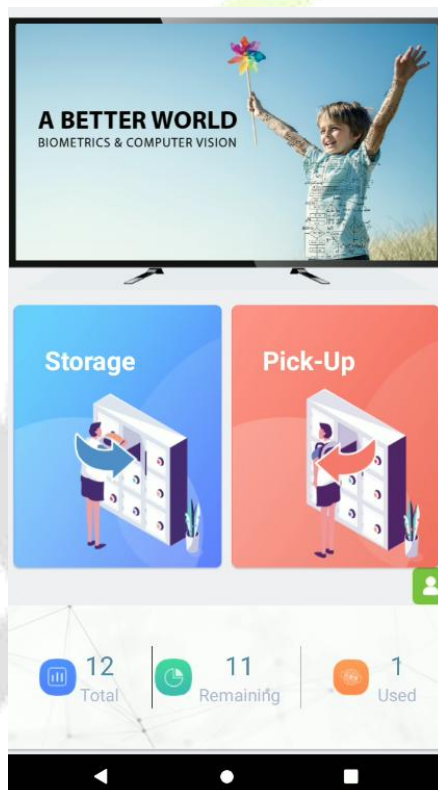 A BETTER WORLD
BIOMETRICS & COMPUTER VISION
Storage
Pick-Up
12
Total
11
Remaining
1
Used